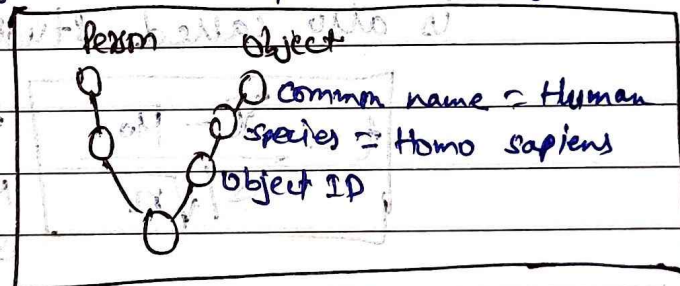 Person Object
Common name = Human
Species = Homo sapiens
Object ID